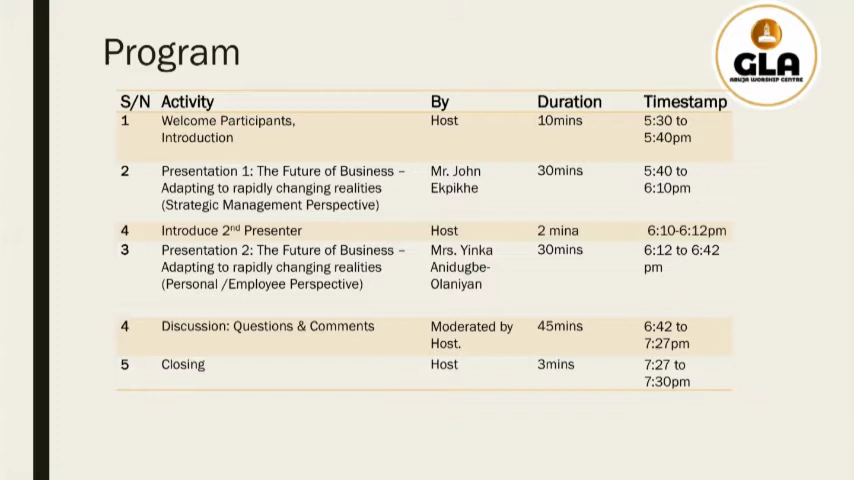 Program
GLA
ABUJA WORSHIP CENTRE
S/N Activity By Duration Timestamp
1 Welcome Participants, Host 10mins 5:30 to
Introduction 5:40pm
2 Presentation 1: The Future of Business – Mr. John 30mins 5:40 to
Adapting to rapidly changing realities Ekpikhe 6:10pm
(Strategic Management Perspective)
4 Introduce 2nd Presenter Host 2 mina 6:10-6:12pm
3 Presentation 2: The Future of Business – Mrs. Yinka 30mins 6:12 to 6:42
Adapting to rapidly changing realities Anidugbe- pm
(Personal /Employee Perspective) Olaniyan
4 Discussion: Questions & Comments Moderated by 45mins 6:42 to
Host. 7:27pm
5 Closing Host 3mins 7:27 to
7:30pm